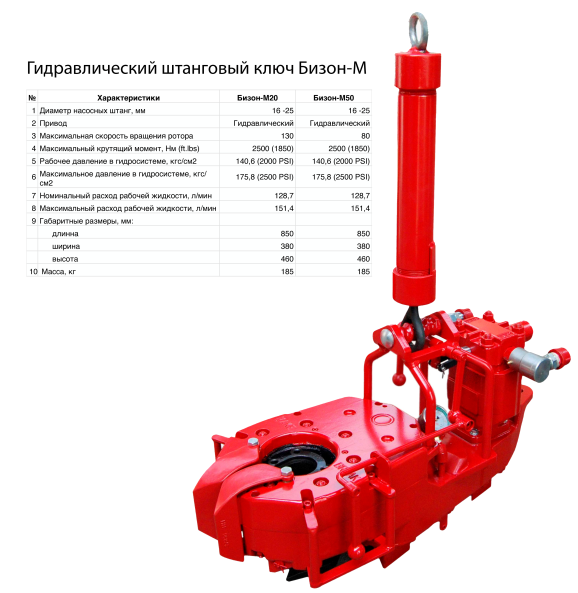 Гидравлический штанговый ключ Бизон-М
№ Характеристики Бизон-М20 Бизон-М50
1 Диаметр насосных штанг, мм 16 -25 16 -25
2 Привод Гидравлический Гидравлический
3 Максимальная скорость вращения ротора 130 80
4 Максимальный крутящий момент, Нм (ft.lbs) 2500 (1850) 2500 (1850)
5 Рабочее давление в гидросистеме, кгс/см2 140,6 (2000 PSI) 140,6 (2000 PSI)
6 Максимальное давление в гидросистеме, кгс/
см2 175,8 (2500 PSI) 175,8 (2500 PSI)
7 Номинальный расход рабочей жидкости, л/мин 128,7 128,7
8 Максимальный расход рабочей жидкости, л/мин 151,4 151,4
9 Габаритные размеры, мм:
длинна 850 850
ширина 380 380
высота 460 460
10 Масса, кг 185 185